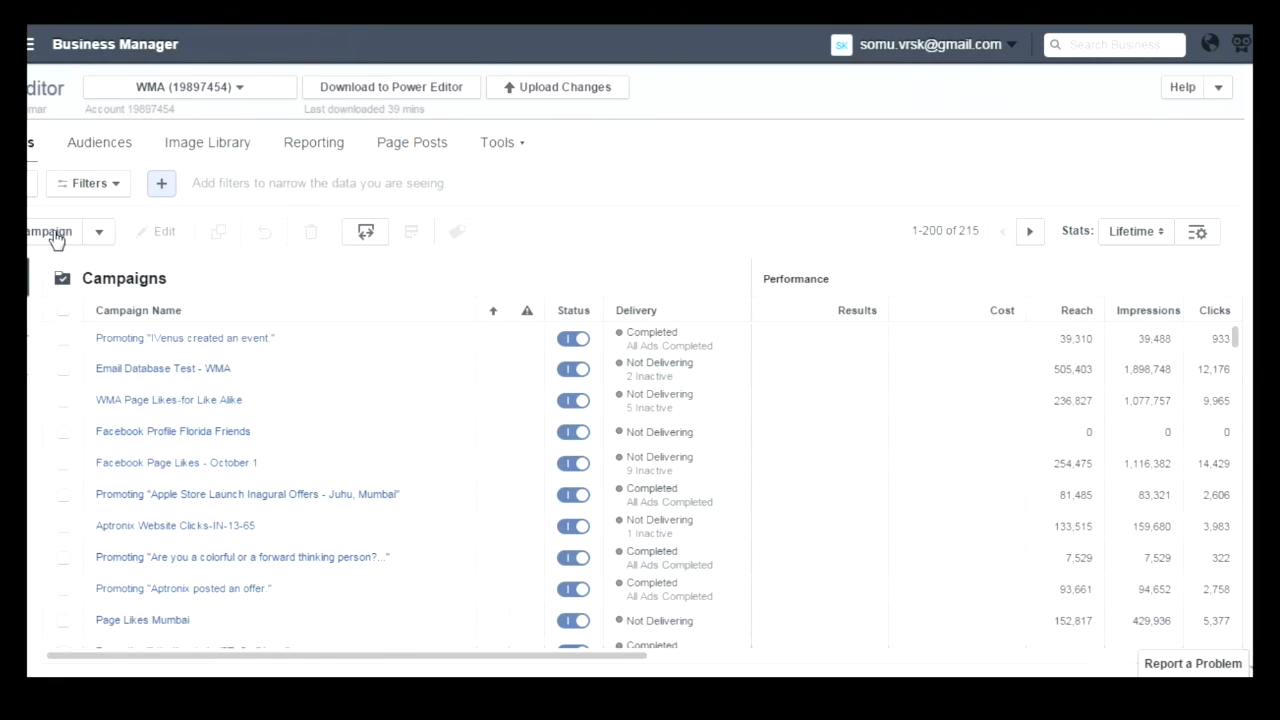 Business Manager
SK somu.vrsk@gmail.com
Search Business
ditor
WMA (19897454)
Download to Power Editor
Upload Changes
Help
mar
Account 19897454
Last downloaded 39 mins
s
Audiences
Image Library
Reporting
Page Posts
Tools
Filters
+
Add filters to narrow the data you are seeing.
ampaign
Edit
1-200 of 215
Stats:
Lifetime
Campaigns
Performance
Campaign Name Status Delivery Results Cost Reach Impressions Clicks
Promoting "IVenus created an event." Completed 39,310 39,488 933
All Ads Completed
Email Database Test - WMA Not Delivering 505,403 1,898,748 12,176
2 Inactive
WMA Page Likes-for Like Alike Not Delivering 236,827 1,077,757 9,965
5 Inactive
Facebook Profile Florida Friends Not Delivering 0 0 0
Facebook Page Likes - October 1 Not Delivering 254,475 1,116,382 14,429
9 Inactive
Promoting "Apple Store Launch Inagural Offers - Juhu, Mumbai" Completed 81,485 83,321 2,606
All Ads Completed
Aptronix Website Clicks-IN-13-65 Not Delivering 133,515 159,680 3,983
1 Inactive
Promoting "Are you a colorful or a forward thinking person?..." Completed 7,529 7,529 322
All Ads Completed
Promoting "Aptronix posted an offer." Completed 93,661 94,652 2,758
All Ads Completed
Page Likes Mumbai Not Delivering 152,817 429,936 5,377
Completed
Report a Problem